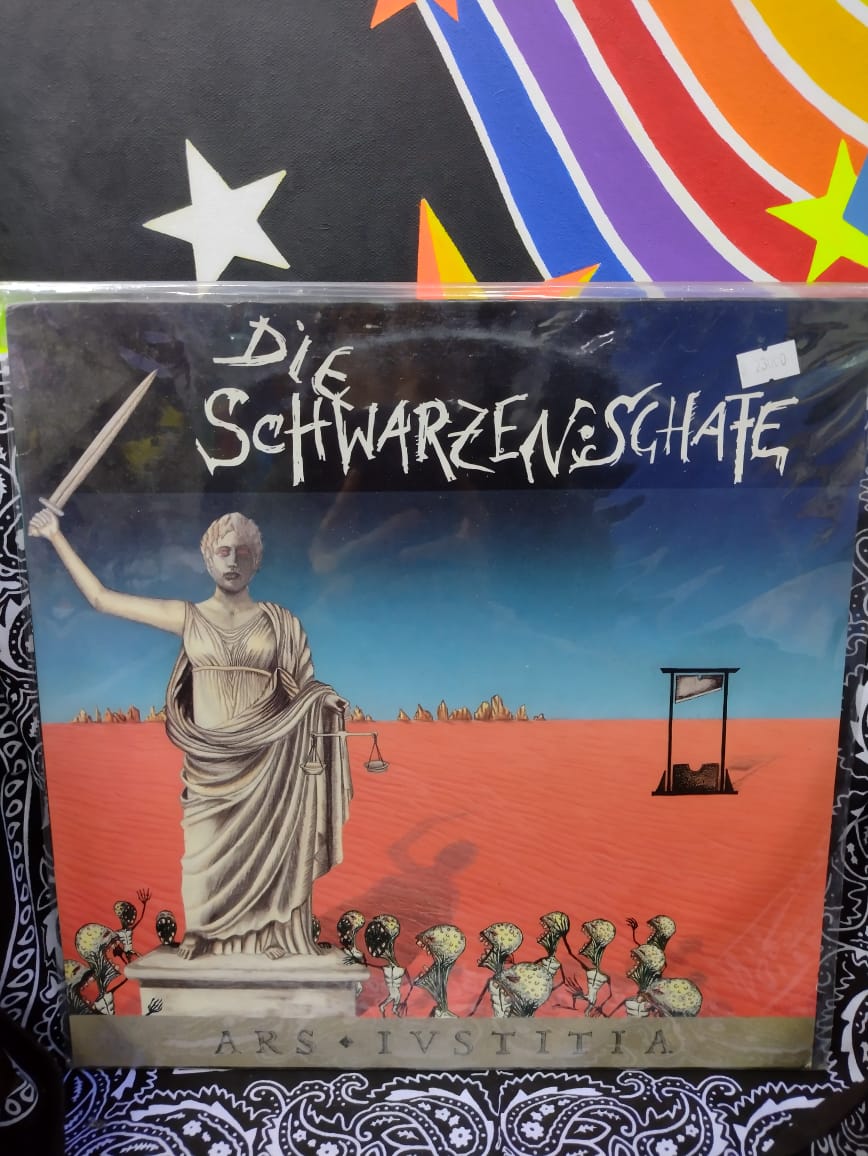 DiE
SCHWARZEN:SCHAFE
ARS • IVSTITIA